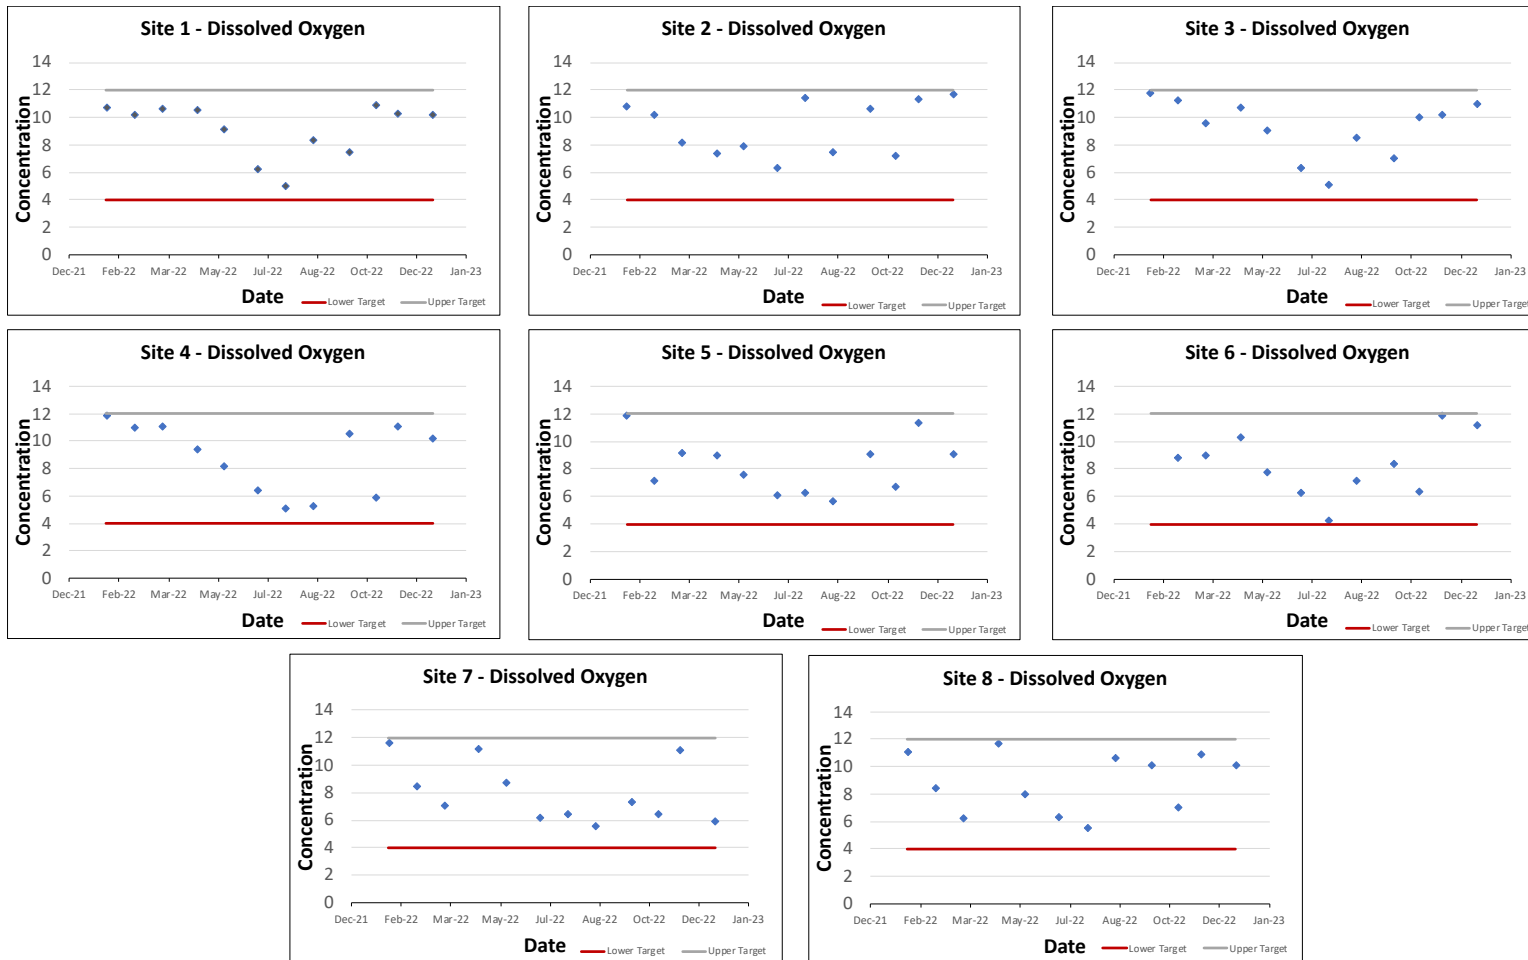 Site 1 - Dissolved Oxygen
14
12
10
8
6
4
2
0
Concentration
Dec-21 Feb-22 Mar-22 May-22 Jul-22 Aug-22 Oct-22 Dec-22 Jan-23
Date
Lower Target Upper Target
Site 2 - Dissolved Oxygen
14
12
10
8
6
4
2
0
Concentration
Dec-21 Feb-22 Mar-22 May-22 Jul-22 Aug-22 Oct-22 Dec-22 Jan-23
Date
Lower Target Upper Target
Site 3 - Dissolved Oxygen
14
12
10
8
6
4
2
0
Concentration
Dec-21 Feb-22 Mar-22 May-22 Jul-22 Aug-22 Oct-22 Dec-22 Jan-23
Date
Lower Target Upper Target
Site 4 - Dissolved Oxygen
14
12
10
8
6
4
2
0
Concentration
Dec-21 Feb-22 Mar-22 May-22 Jul-22 Aug-22 Oct-22 Dec-22 Jan-23
Date
Lower Target Upper Target
Site 5 - Dissolved Oxygen
14
12
10
8
6
4
2
0
Concentration
Dec-21 Feb-22 Mar-22 May-22 Jul-22 Aug-22 Oct-22 Dec-22 Jan-23
Date
Lower Target Upper Target
Site 6 - Dissolved Oxygen
14
12
10
8
6
4
2
0
Concentration
Dec-21 Feb-22 Mar-22 May-22 Jul-22 Aug-22 Oct-22 Dec-22 Jan-23
Date
Lower Target Upper Target
Site 7 - Dissolved Oxygen
14
12
10
8
6
4
2
0
Concentration
Dec-21 Feb-22 Mar-22 May-22 Jul-22 Aug-22 Oct-22 Dec-22 Jan-23
Date
Lower Target Upper Target
Site 8 - Dissolved Oxygen
14
12
10
8
6
4
2
0
Concentration
Dec-21 Feb-22 Mar-22 May-22 Jul-22 Aug-22 Oct-22 Dec-22 Jan-23
Date
Lower Target Upper Target